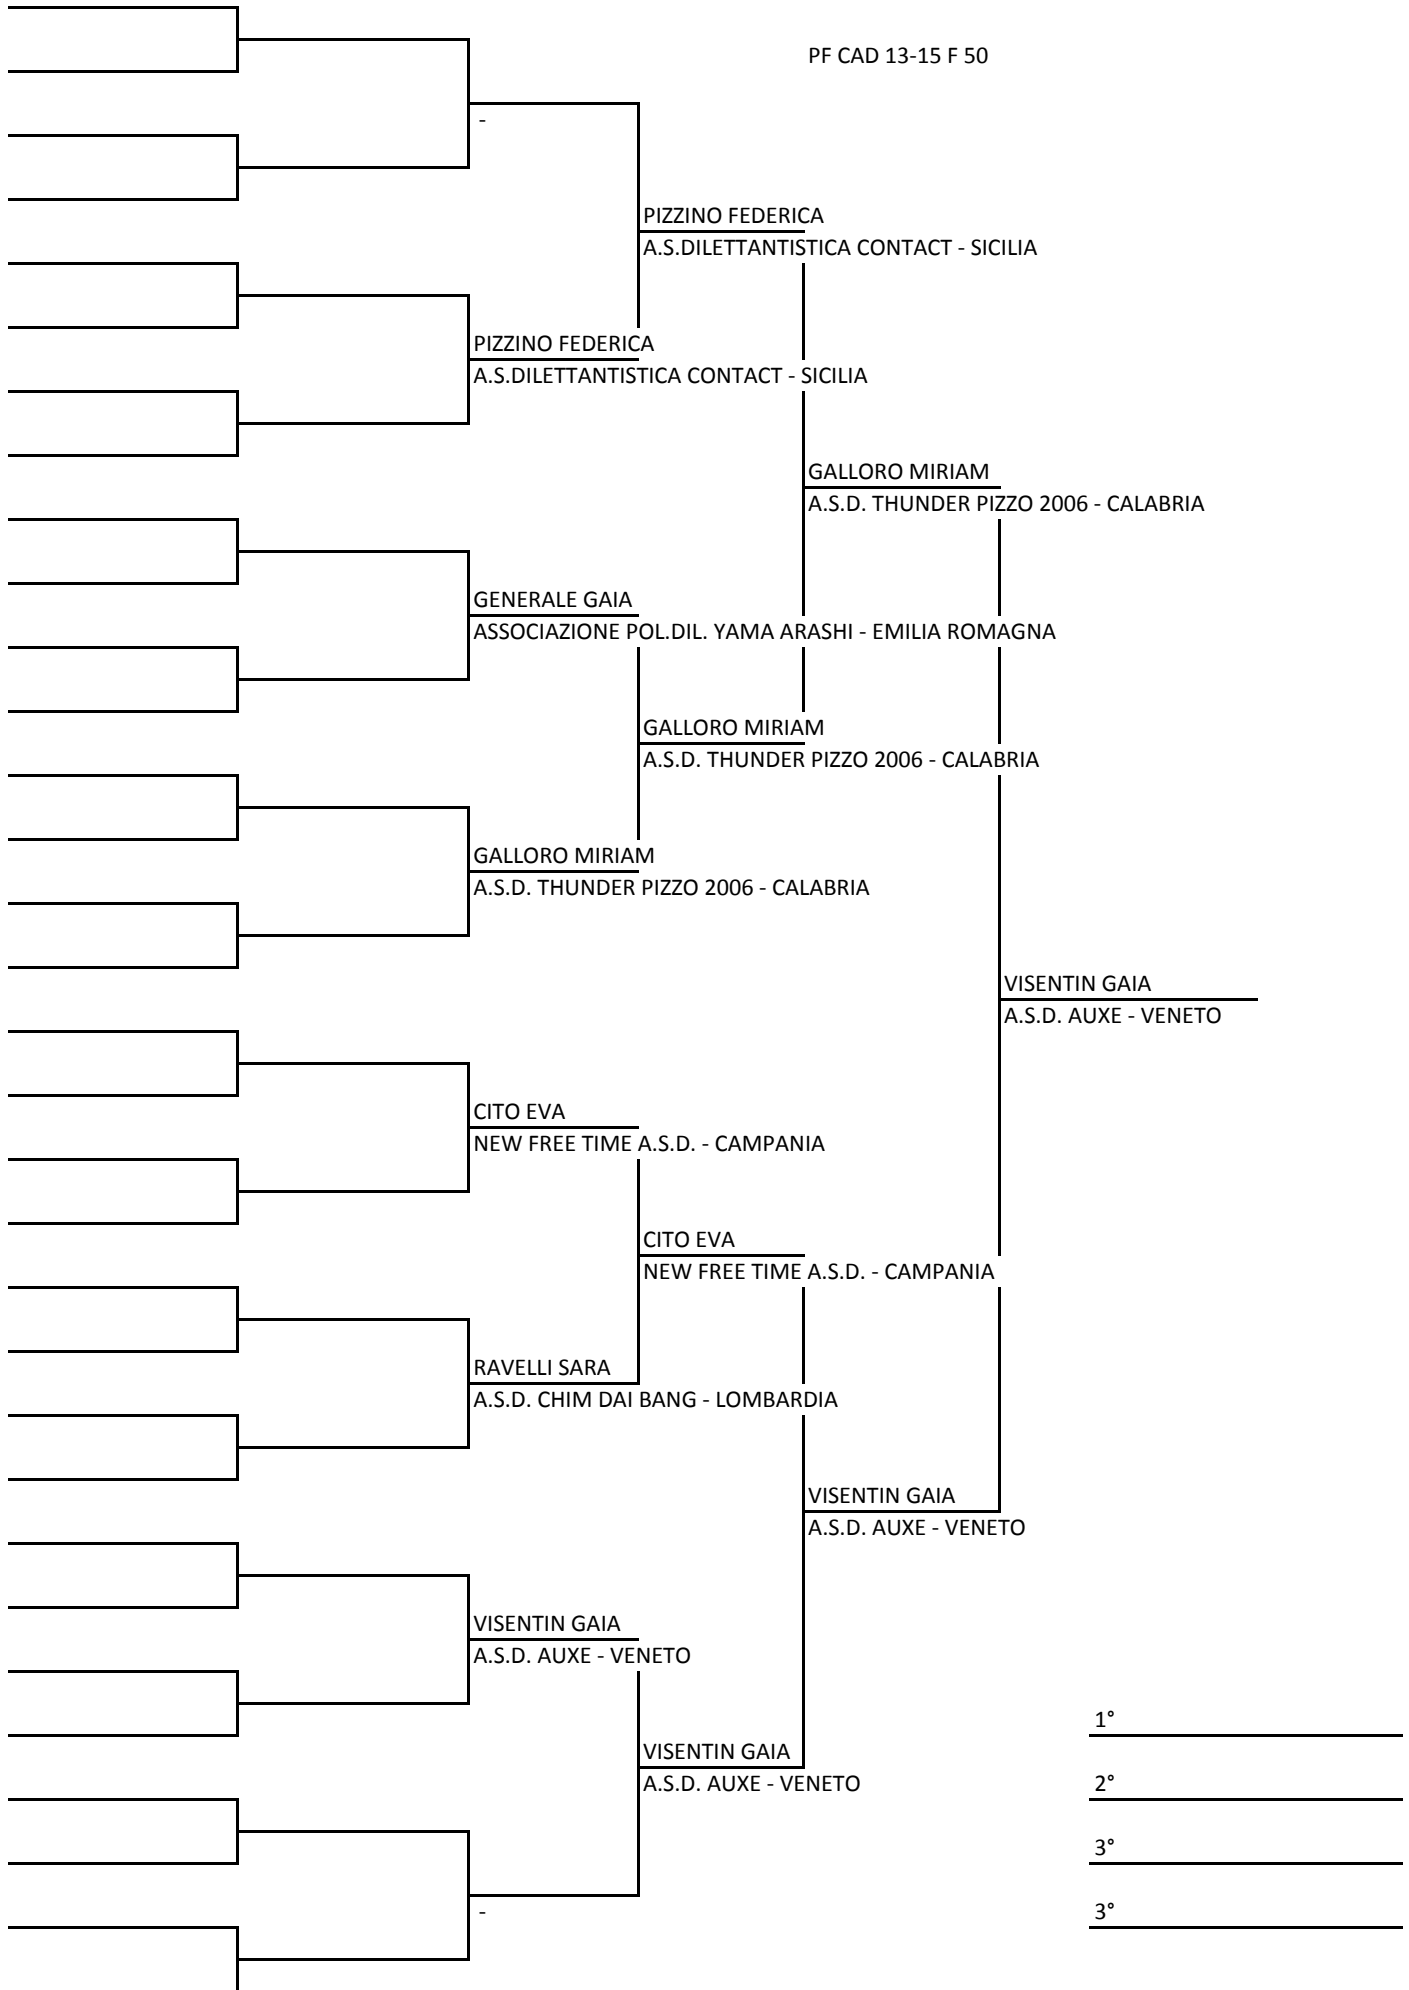 PF CAD 13-15 F 50
-
PIZZINO FEDERICA
A.S.DILETTANTISTICA CONTACT - SICILIA
PIZZINO FEDERICA
A.S.DILETTANTISTICA CONTACT - SICILIA
GALLORO MIRIAM
A.S.D. THUNDER PIZZO 2006 - CALABRIA
GENERALE GAIA
ASSOCIAZIONE POL.DIL. YAMA ARASHI - EMILIA ROMAGNA
GALLORO MIRIAM
A.S.D. THUNDER PIZZO 2006 - CALABRIA
GALLORO MIRIAM
A.S.D. THUNDER PIZZO 2006 - CALABRIA
VISENTIN GAIA
A.S.D. AUXE - VENETO
CITO EVA
NEW FREE TIME A.S.D. - CAMPANIA
CITO EVA
NEW FREE TIME A.S.D. - CAMPANIA
RAVELLI SARA
A.S.D. CHIM DAI BANG - LOMBARDIA
VISENTIN GAIA
A.S.D. AUXE - VENETO
VISENTIN GAIA
A.S.D. AUXE - VENETO
1°
VISENTIN GAIA
A.S.D. AUXE - VENETO
2°
3°
3°
-